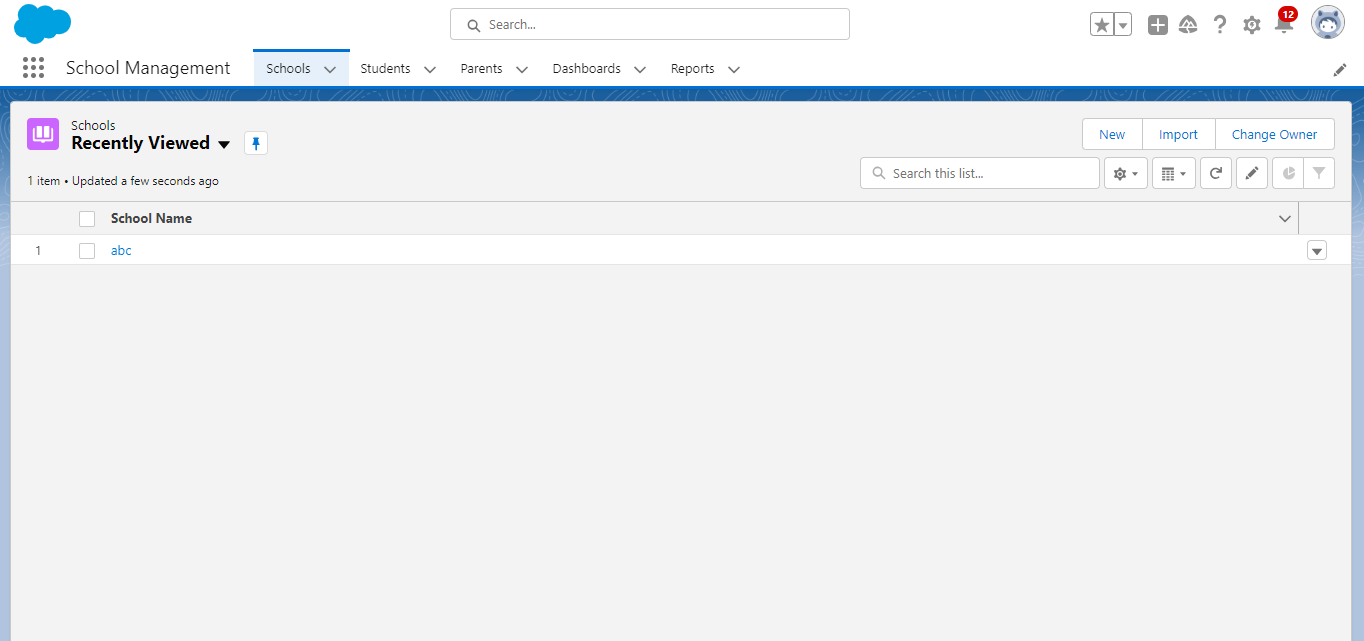 Search...
12
School Management
Schools Students Parents Dashboards Reports
Schools
Recently Viewed
New Import Change Owner
1 item • Updated a few seconds ago
Search this list...
School Name
1 abc